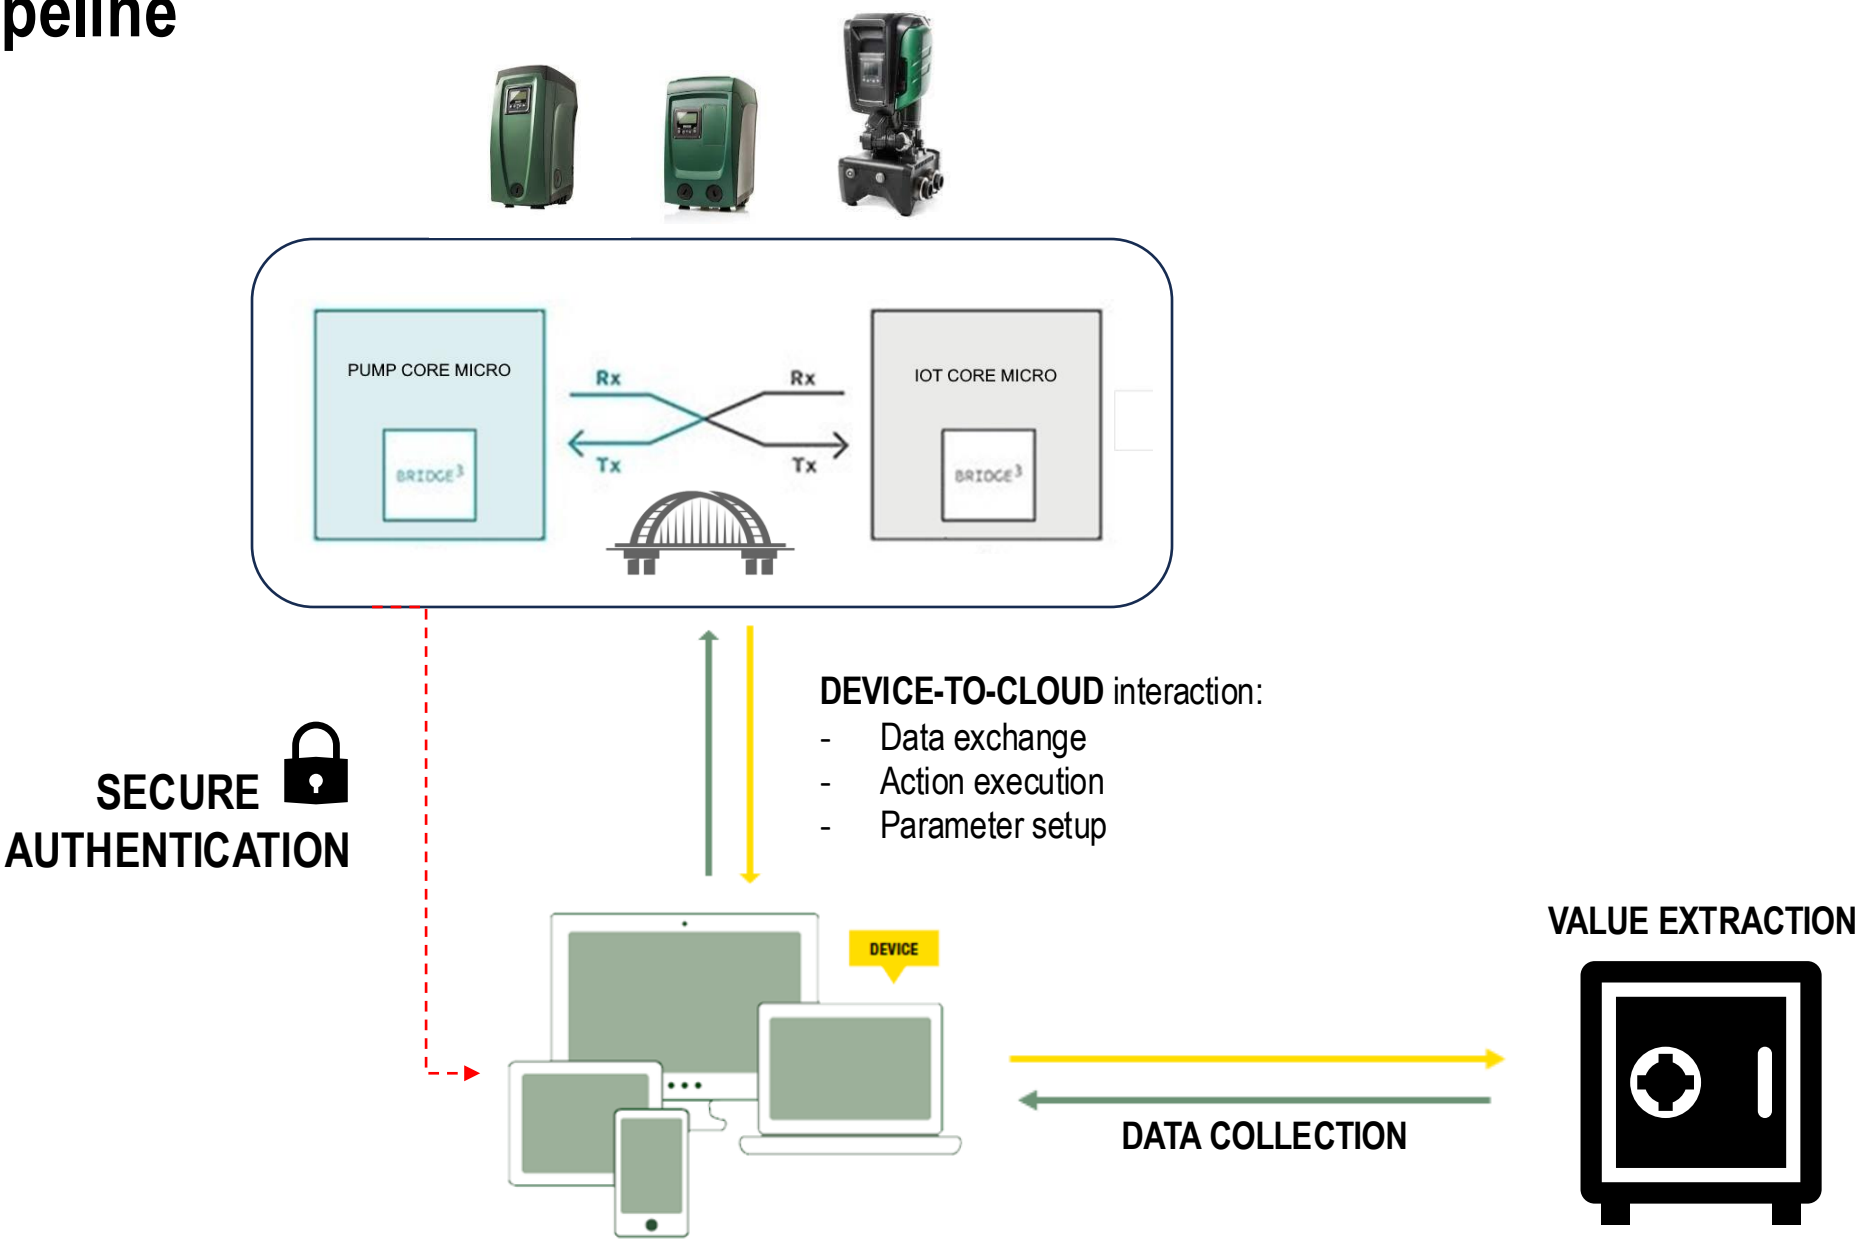 peline
PUMP CORE MICRO
IOT CORE MICRO
Rx
Rx
Tx
Tx
BRIDGE³
BRIDGE³
DEVICE-TO-CLOUD interaction:
- Data exchange
- Action execution
- Parameter setup
SECURE
AUTHENTICATION
DEVICE
VALUE EXTRACTION
DATA COLLECTION